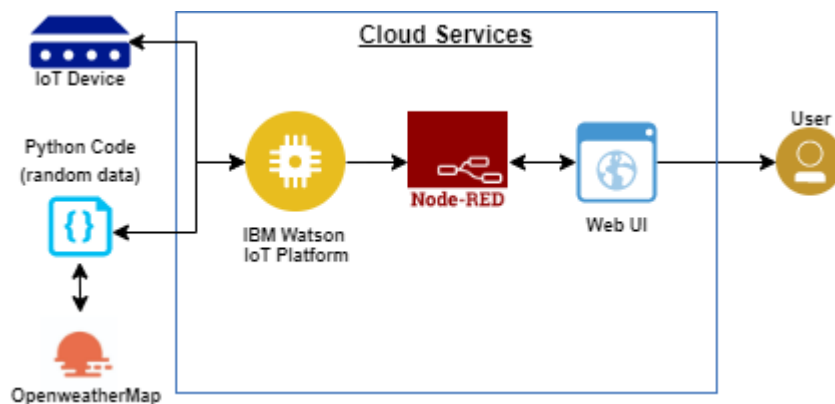 Cloud Services
IoT Device
Python Code
(random data)
IBM Watson
IoT Platform
Node-RED
Web UI
User
OpenweatherMap